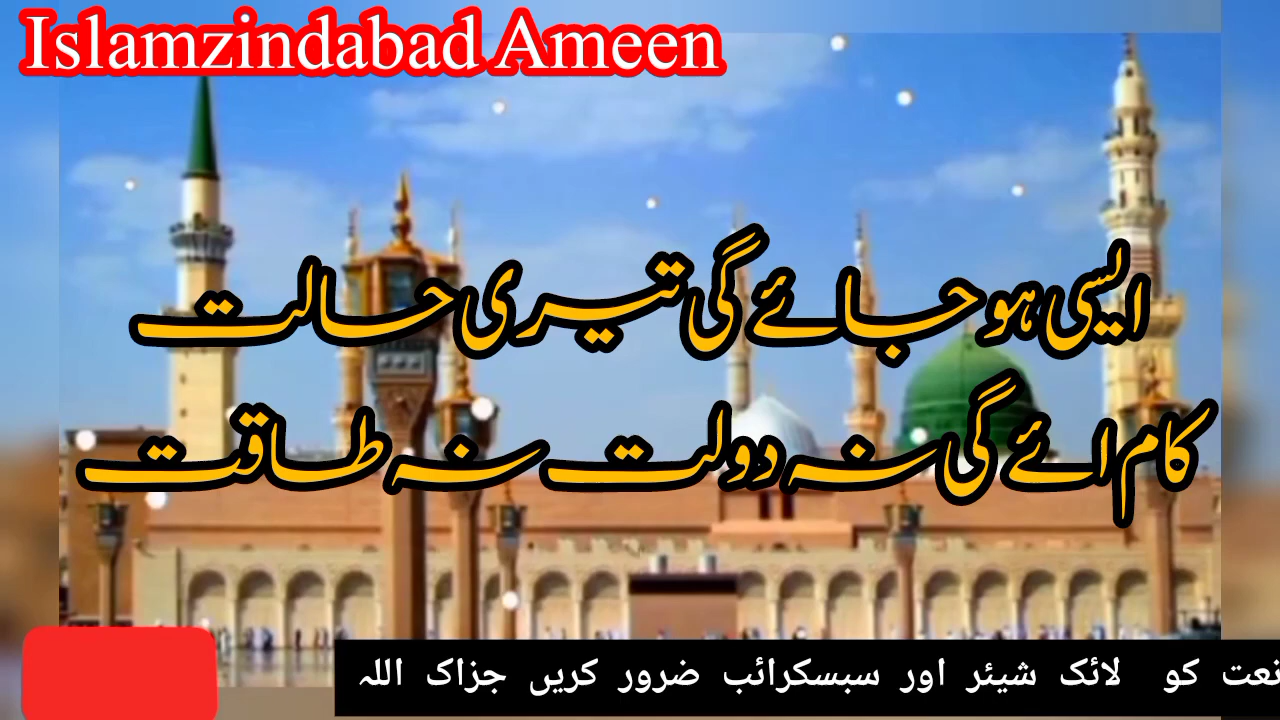 Islamzindabad Ameen
ایسی ہو جائے گی تیری حالت
کام ائے گی نہ دولت نہ طاقت
نعت کو لائک شیئر اور سبسکرائب ضرور کریں جزاک اللہ